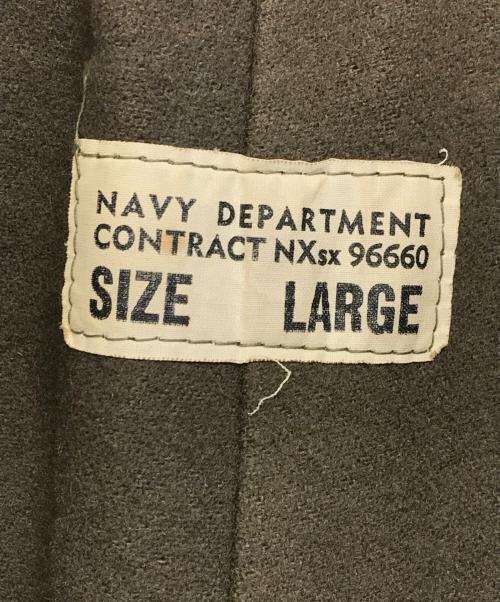 NAVY DEPARTMENT
CONTRACT NXsx 96660
SIZE LARGE